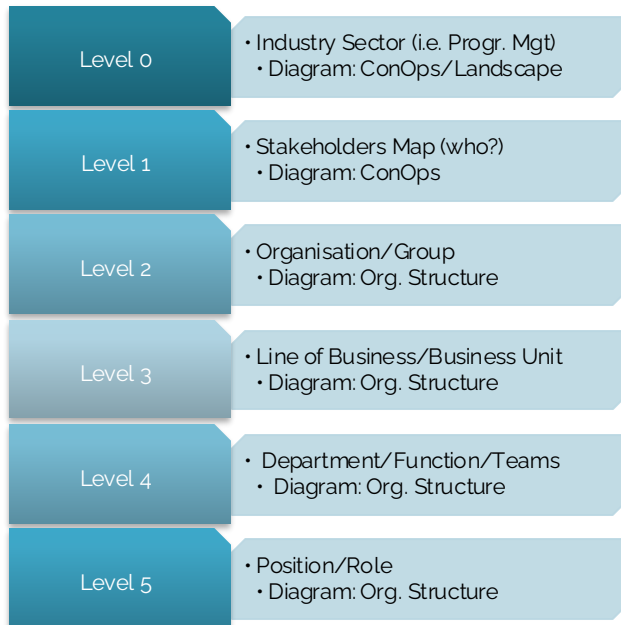 Level 0
• Industry Sector (i.e. Progr. Mgt)
• Diagram: ConOps/Landscape
Level 1
• Stakeholders Map (who?)
• Diagram: ConOps
Level 2
• Organisation/Group
• Diagram: Org. Structure
Level 3
• Line of Business/Business Unit
• Diagram: Org. Structure
Level 4
• Department/Function/Teams
• Diagram: Org. Structure
Level 5
• Position/Role
• Diagram: Org. Structure